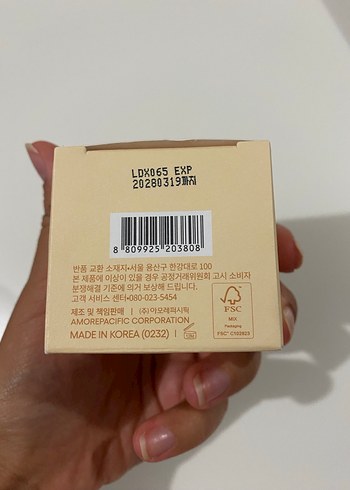 LDX065 EXP
20280319까지
8 809925 203808
반품·교환 소재지•서울 용산구 한강대로 100
본 제품에 이상이 있을 경우 공정거래위원회 고시 소비자
분쟁해결 기준에 의거 보상해 드립니다.
고객 서비스 센터•080-023-5454
제조 및 책임판매 | (주)아모레퍼시픽
AMOREPACIFIC CORPORATION
MADE IN KOREA (0232)
FSC
MIX
Packaging